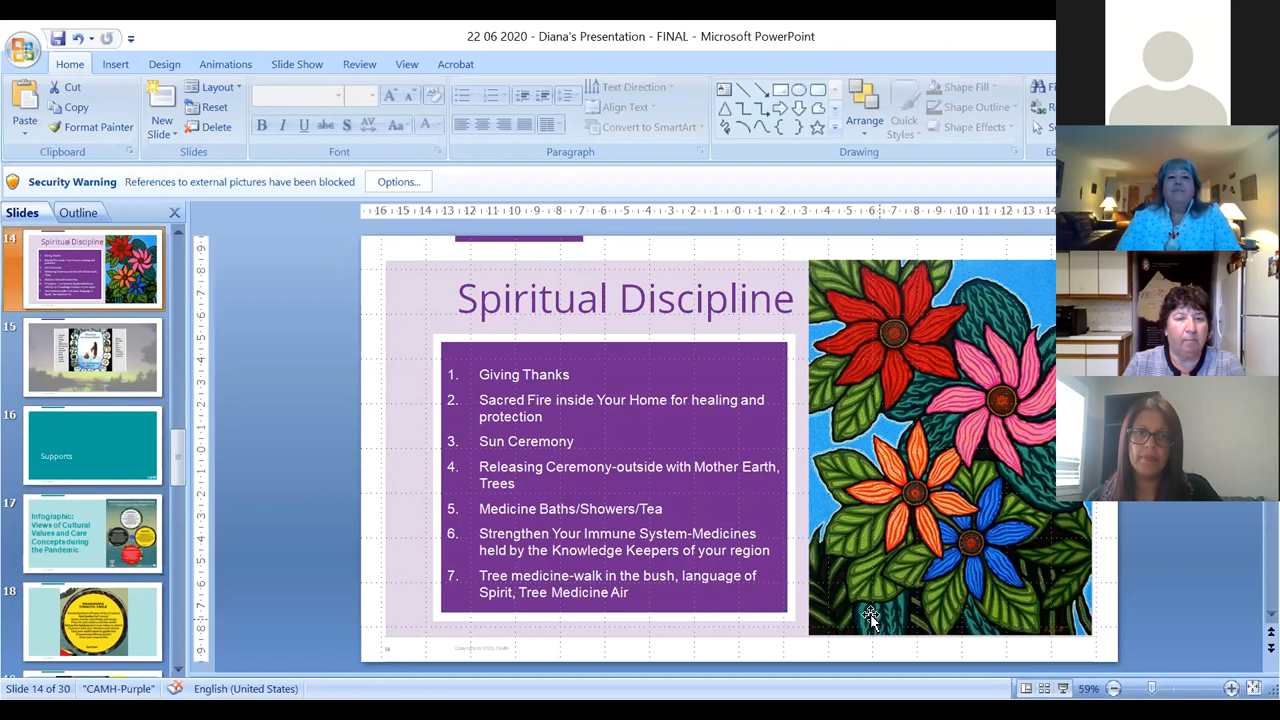 22 06 2020 - Diana's Presentation - FINAL - Microsoft PowerPoint
Home Insert Design Animations Slide Show Review View Acrobat
Paste
Cut
Copy
Format Painter
Clipboard
New Slide
Layout
Reset
Delete
Slides
Font
Text Direction
Align Text
Convert to SmartArt
Paragraph
Arrange
Quick Styles
Shape Fill
Shape Outline
Shape Effects
Drawing
Security Warning References to external pictures have been blocked Options...
Slides Outline
14
Spiritual Discipline
15
16
Supports
17
Infographic:
Views of Cultural
Values and Care
Concepts during
the Pandemic
18
Spiritual Discipline
1. Giving Thanks
2. Sacred Fire inside Your Home for healing and
protection
3. Sun Ceremony
4. Releasing Ceremony-outside with Mother Earth,
Trees
5. Medicine Baths/Showers/Tea
6. Strengthen Your Immune System-Medicines
held by the Knowledge Keepers of your region
7. Tree medicine-walk in the bush, language of
Spirit, Tree Medicine Air
Slide 14 of 30 "CAMH-Purple" English (United States) 59%